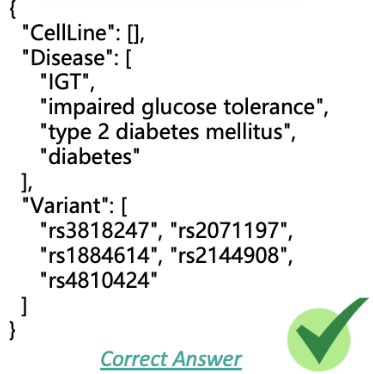 {
"CellLine": [],
"Disease": [
"IGT",
"impaired glucose tolerance",
"type 2 diabetes mellitus",
"diabetes"
],
"Variant": [
"rs3818247", "rs2071197",
"rs1884614", "rs2144908",
"rs4810424"
]
}
Correct Answer